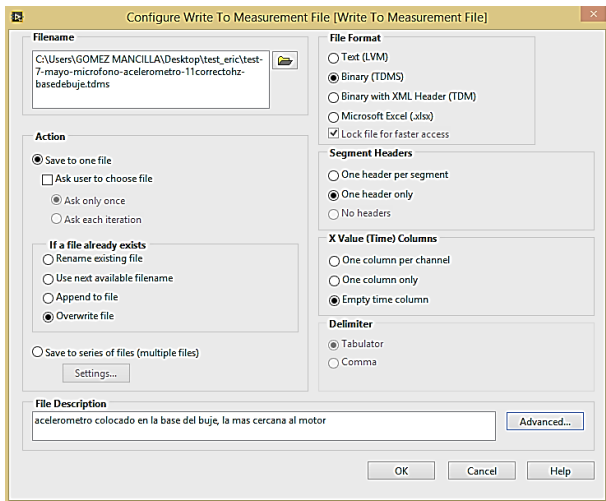 Configure Write To Measurement File [Write To Measurement File]
Filename
C:\Users\GOMEZ MANCILLA\Desktop\test_eric\test-
7-mayo-microfono-acelerometro-11correctohz-
basedebuje.tdms
File Format
Text (LVM)
Binary (TDMS)
Binary with XML Header (TDM)
Microsoft Excel (.xlsx)
Lock file for faster access
Action
Save to one file
Ask user to choose file
Ask only once
Ask each iteration
If a file already exists
Rename existing file
Use next available filename
Append to file
Overwrite file
Save to series of files (multiple files)
Settings...
Segment Headers
One header per segment
One header only
No headers
X Value (Time) Columns
One column per channel
One column only
Empty time column
Delimiter
Tabulator
Comma
File Description
acelerometro colocado en la base del buje, la mas cercana al motor
Advanced...
OK
Cancel
Help